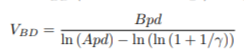 V_{BD} = \frac{Bpd}{\ln (Apd) - \ln (\ln (1 + 1/\gamma))}